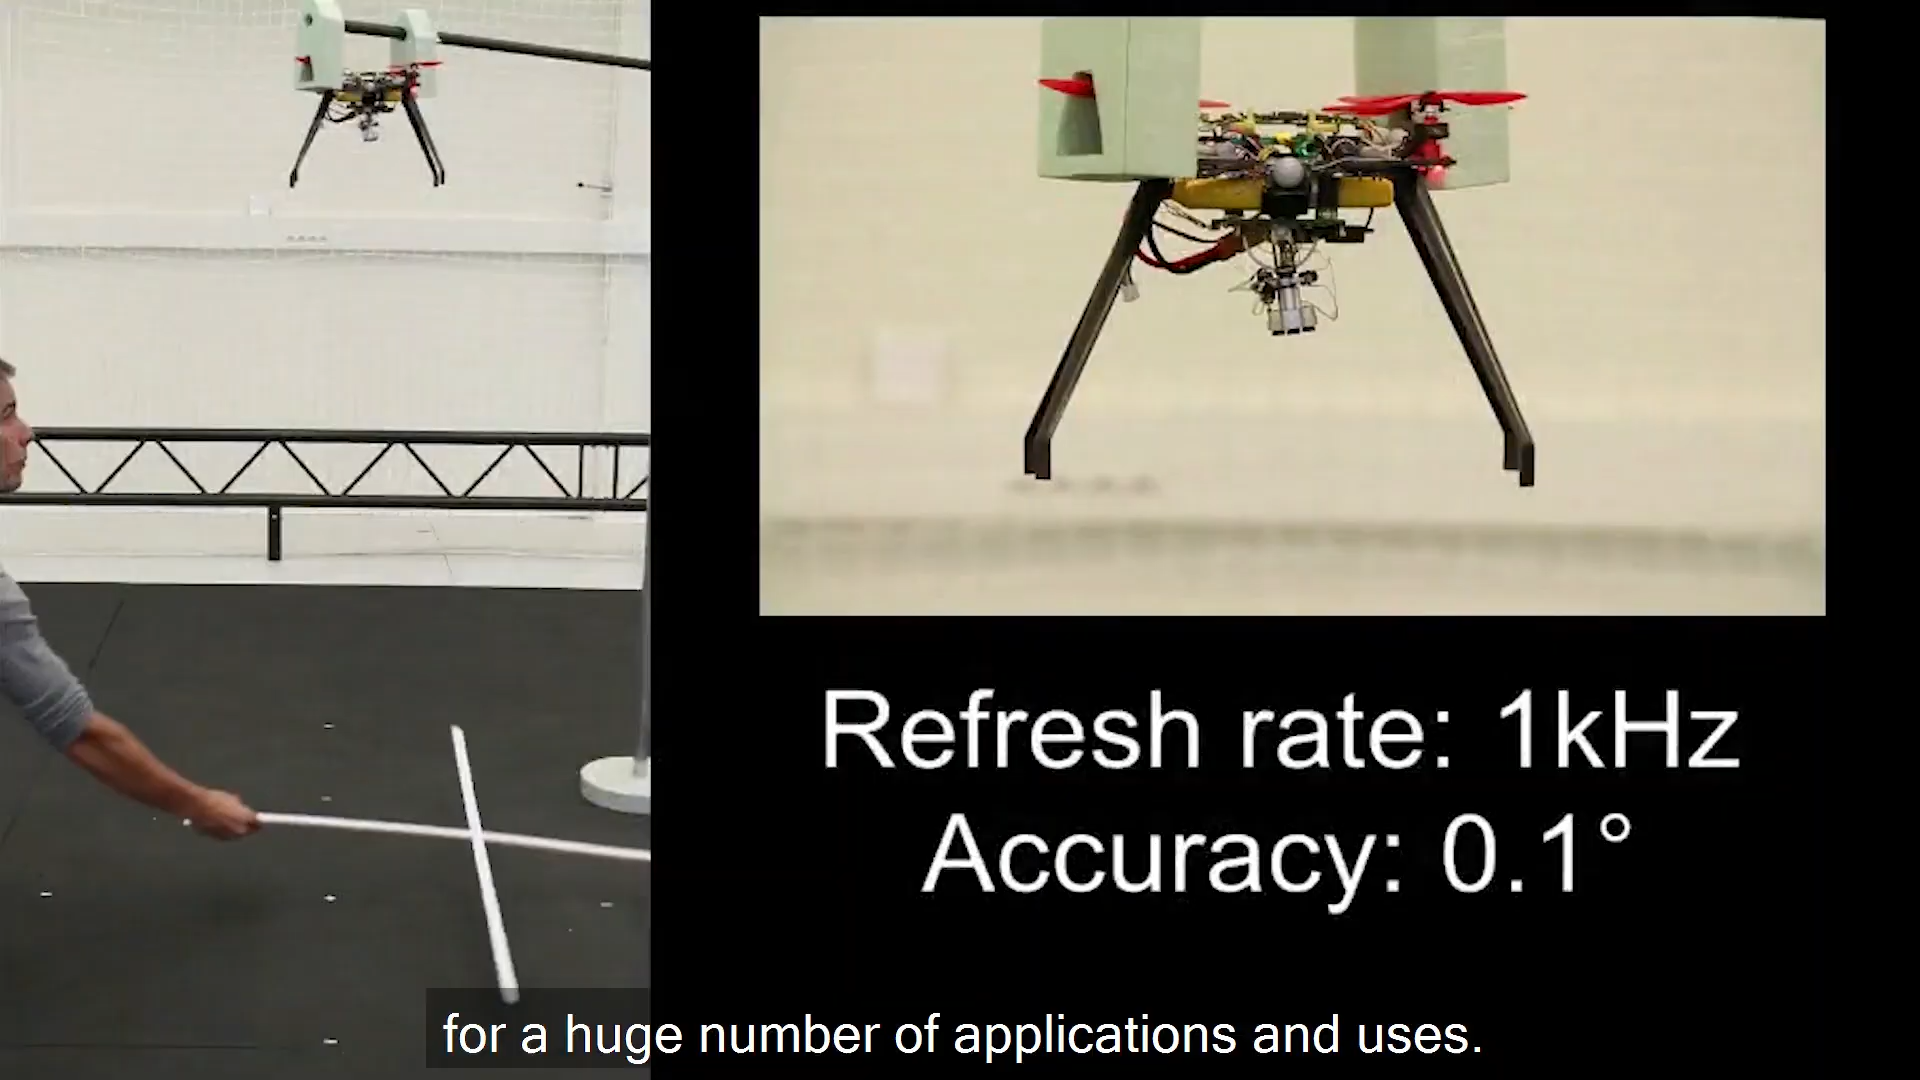 Refresh rate: 1kHz
Accuracy: 0.1°
for a huge number of applications and uses.